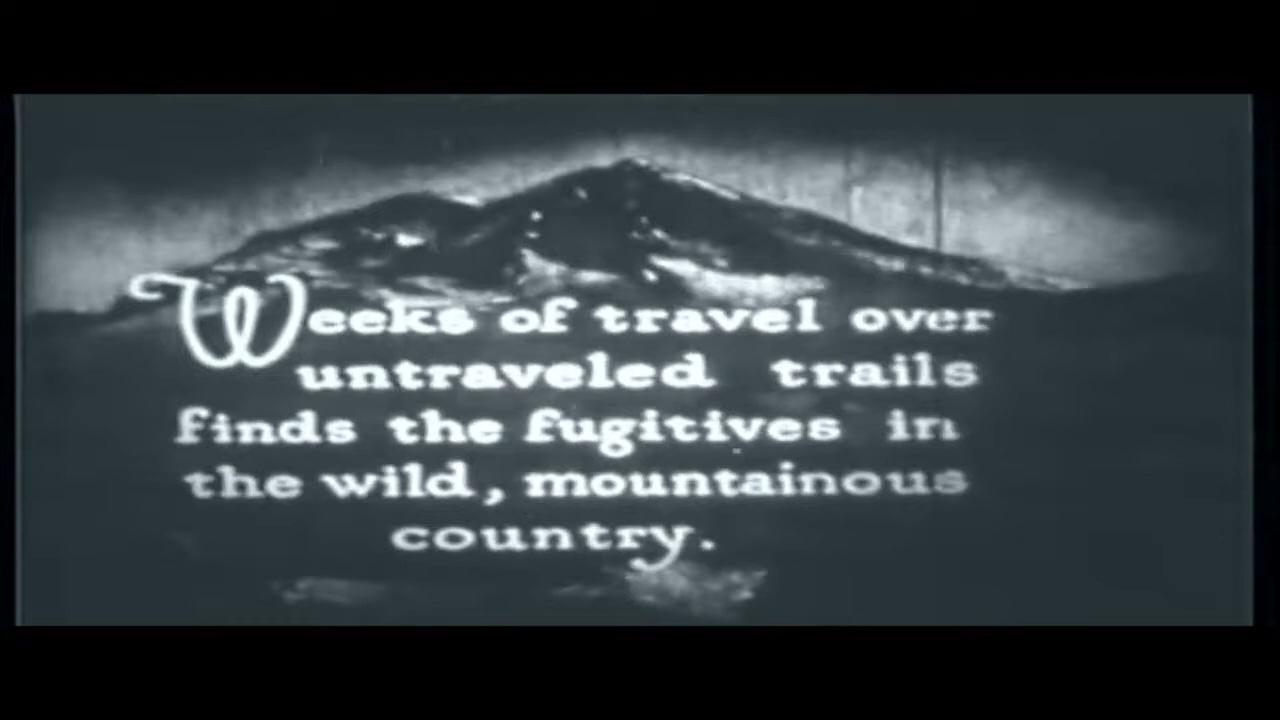 Weeks of travel over
untraveled trails
finds the fugitives in
the wild, mountainous
country.